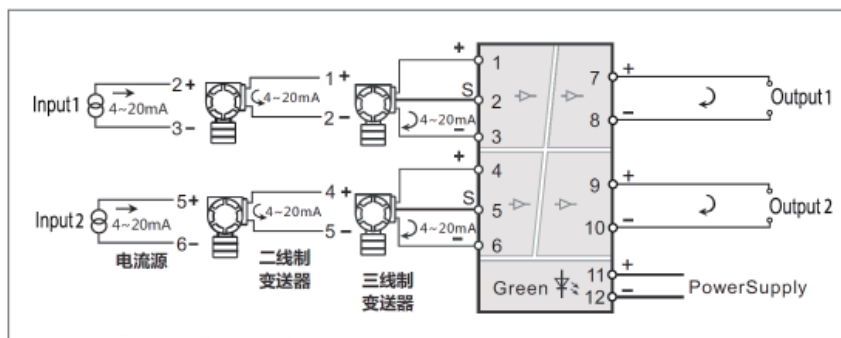 Input1
4~20mA
2+
3−
4~20mA
1+
2−
+
S
4~20mA
−
1
2
3
7
8
+
−
Output1
Input2
4~20mA
5+
6−
电流源
4~20mA
4+
5−
二线制
变送器
+
S
4~20mA
−
三线制
变送器
4
5
6
9
10
+
−
Output 2
Green
11
12
+
−
PowerSupply